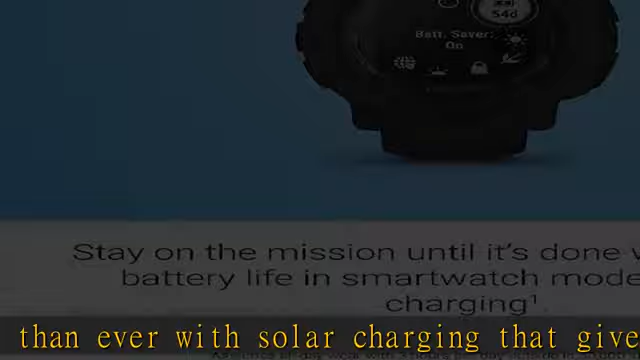 54d
Batt. Saver:
On
Stay on the mission until it's done
battery life in smartwatch mode
charging¹.
than ever with solar charging that give